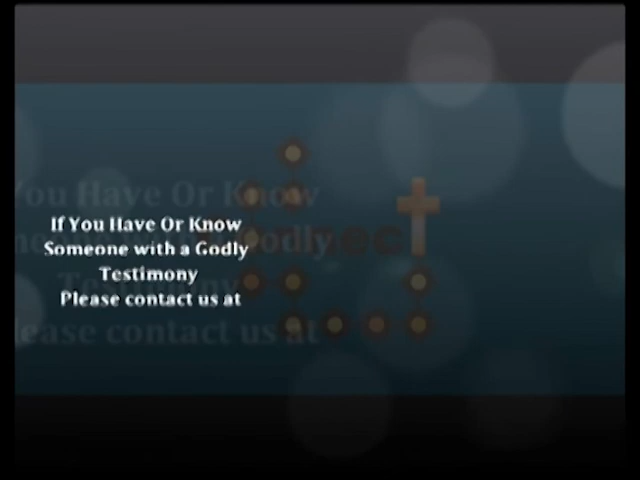 If You Have Or Know
Someone with a Godly
Testimony
Please contact us at